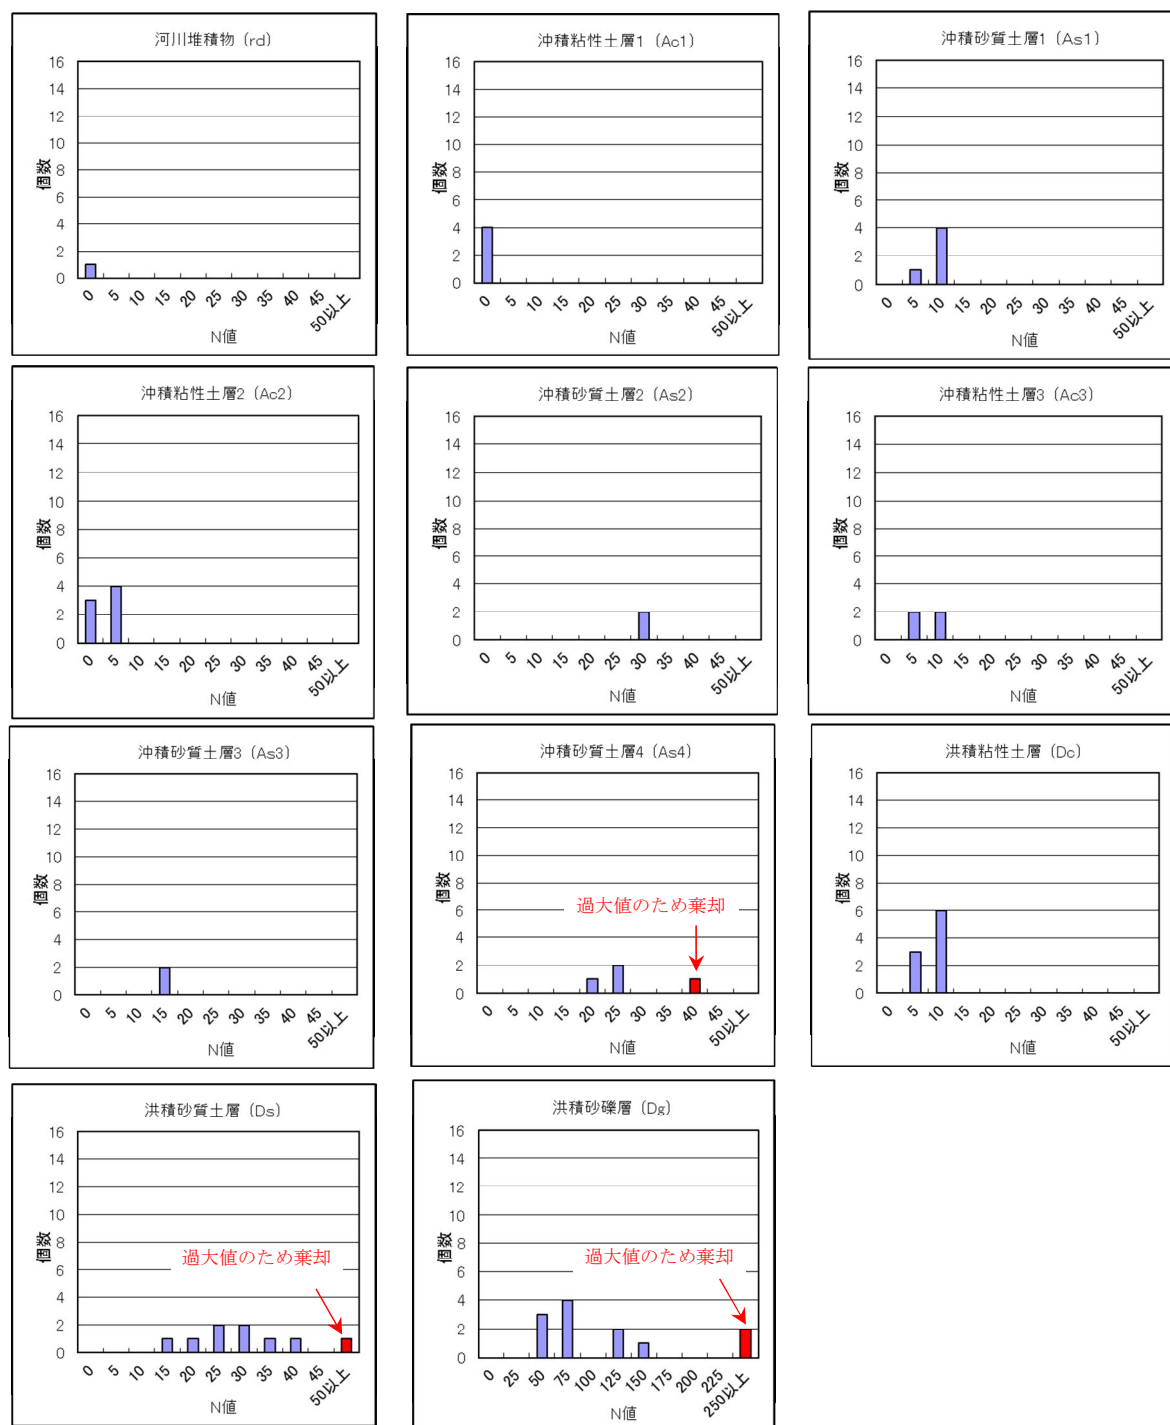 河川堆積物（rd）
16
14
12
10
8
6
4
2
0
個数
0 5 10 15 20 25 30 35 40 45 50以上
N値
沖積粘性土層1（Ac1）
16
14
12
10
8
6
4
2
0
個数
0 5 10 15 20 25 30 35 40 45 50以上
N値
沖積砂質土層1（As1）
16
14
12
10
8
6
4
2
0
個数
0 5 10 15 20 25 30 35 40 45 50以上
N値
沖積粘性土層2（Ac2）
16
14
12
10
8
6
4
2
0
個数
0 5 10 15 20 25 30 35 40 45 50以上
N値
沖積砂質土層2（As2）
16
14
12
10
8
6
4
2
0
個数
0 5 10 15 20 25 30 35 40 45 50以上
N値
沖積粘性土層3（Ac3）
16
14
12
10
8
6
4
2
0
個数
0 5 10 15 20 25 30 35 40 45 50以上
N値
沖積砂質土層3（As3）
16
14
12
10
8
6
4
2
0
個数
0 5 10 15 20 25 30 35 40 45 50以上
N値
沖積砂質土層4（As4）
16
14
12
10
8
6
4
2
0
個数
過大値のため棄却
0 5 10 15 20 25 30 35 40 45 50以上
N値
洪積粘性土層（Dc）
16
14
12
10
8
6
4
2
0
個数
0 5 10 15 20 25 30 35 40 45 50以上
N値
洪積砂質土層（Ds）
16
14
12
10
8
6
4
2
0
個数
過大値のため棄却
0 5 10 15 20 25 30 35 40 45 50以上
N値
洪積砂礫層（Dg）
16
14
12
10
8
6
4
2
0
個数
過大値のため棄却
0 25 50 75 100 125 150 175 200 225 250以上
N値